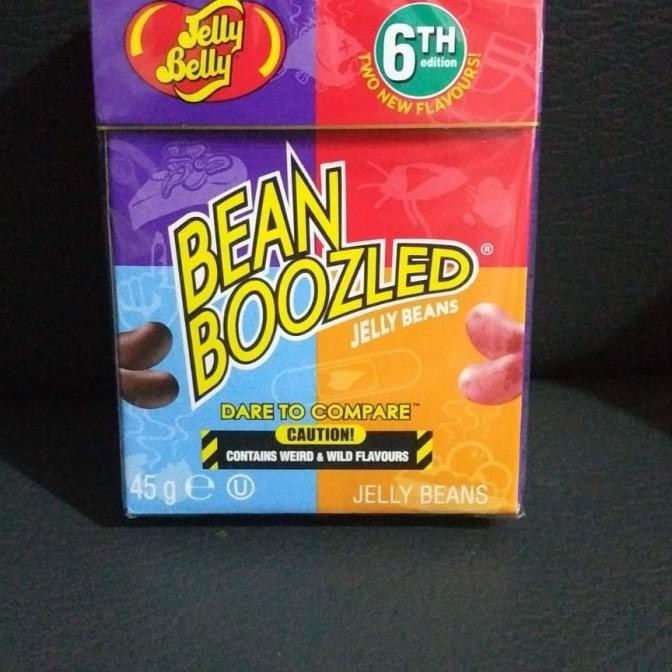 Jelly
Belly
6TH
edition
TWO NEW FLAVOURS!
BEAN
BOOZLED®
JELLY BEANS
DARE TO COMPARE™
CAUTION!
CONTAINS WEIRD & WILD FLAVOURS
45 g ℮ U
JELLY BEANS